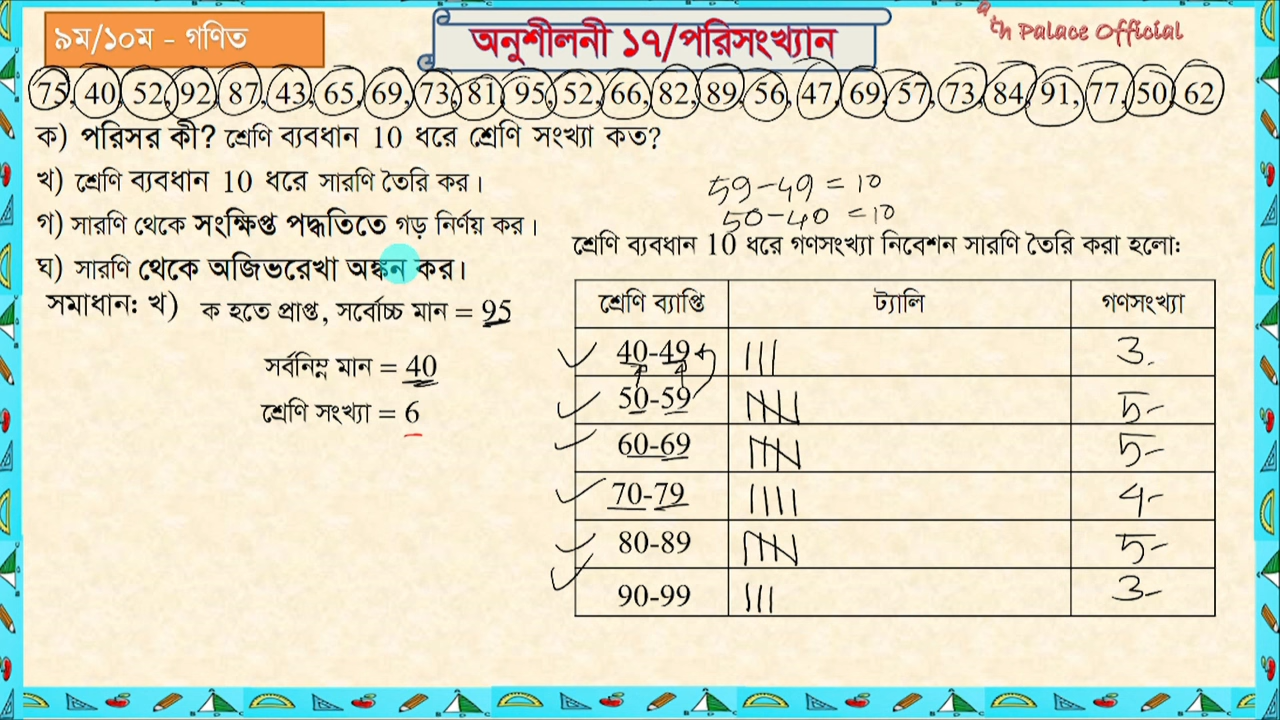 ৯ম/১০ম - গণিত
অনুশীলনী ১৭/পরিসংখ্যান
th Palace Official
75, 40, 52, 92, 87, 43, 65, 69, 73, 81, 95, 52, 66, 82, 89, 56, 47, 69, 57, 73, 84, 91, 77, 50, 62
ক) পরিসর কী? শ্রেণি ব্যবধান 10 ধরে শ্রেণি সংখ্যা কত?
খ) শ্রেণি ব্যবধান 10 ধরে সারণি তৈরি কর।
গ) সারণি থেকে সংক্ষিপ্ত পদ্ধতিতে গড় নির্ণয় কর।
ঘ) সারণি থেকে অজিভরেখা অঙ্কন কর।
সমাধান: খ) ক হতে প্রাপ্ত, সর্বোচ্চ মান = 95
সর্বনিম্ন মান = 40
শ্রেণি সংখ্যা = 6
59-49 = 10
50-40 = 10
শ্রেণি ব্যবধান 10 ধরে গণসংখ্যা নিবেশন সারণি তৈরি করা হলো:
শ্রেণি ব্যাপ্তি ট্যালি গণসংখ্যা
40-49 3
50-59 5
60-69 5
70-79 4
80-89 5
90-99 3